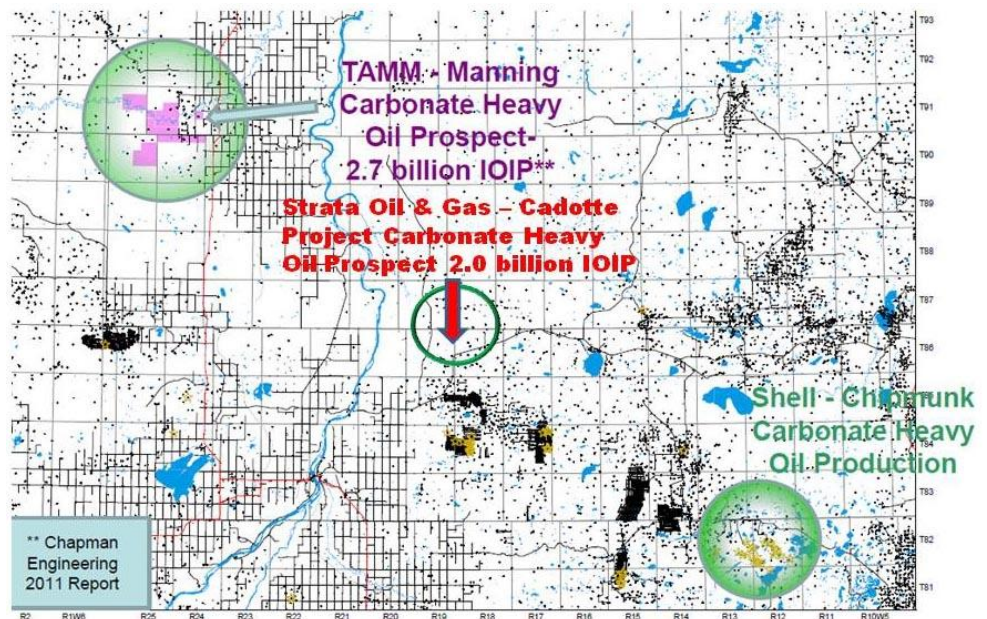 TAMM - Manning
Carbonate Heavy
Oil Prospect-
2.7 billion IOIP**
Strata Oil & Gas – Cadotte
Project Carbonate Heavy
Oil Prospect 2.0 billion IOIP
Shell - Chipmunk
Carbonate Heavy
Oil Production
** Chapman
Engineering
2011 Report
T93
T92
T91
T90
T89
T88
T87
T86
T84
T83
T82
T81
R2 R1W6 R25 R24 R23 R22 R21 R20 R19 R18 R17 R16 R15 R14 R13 R12 R11 R10W5